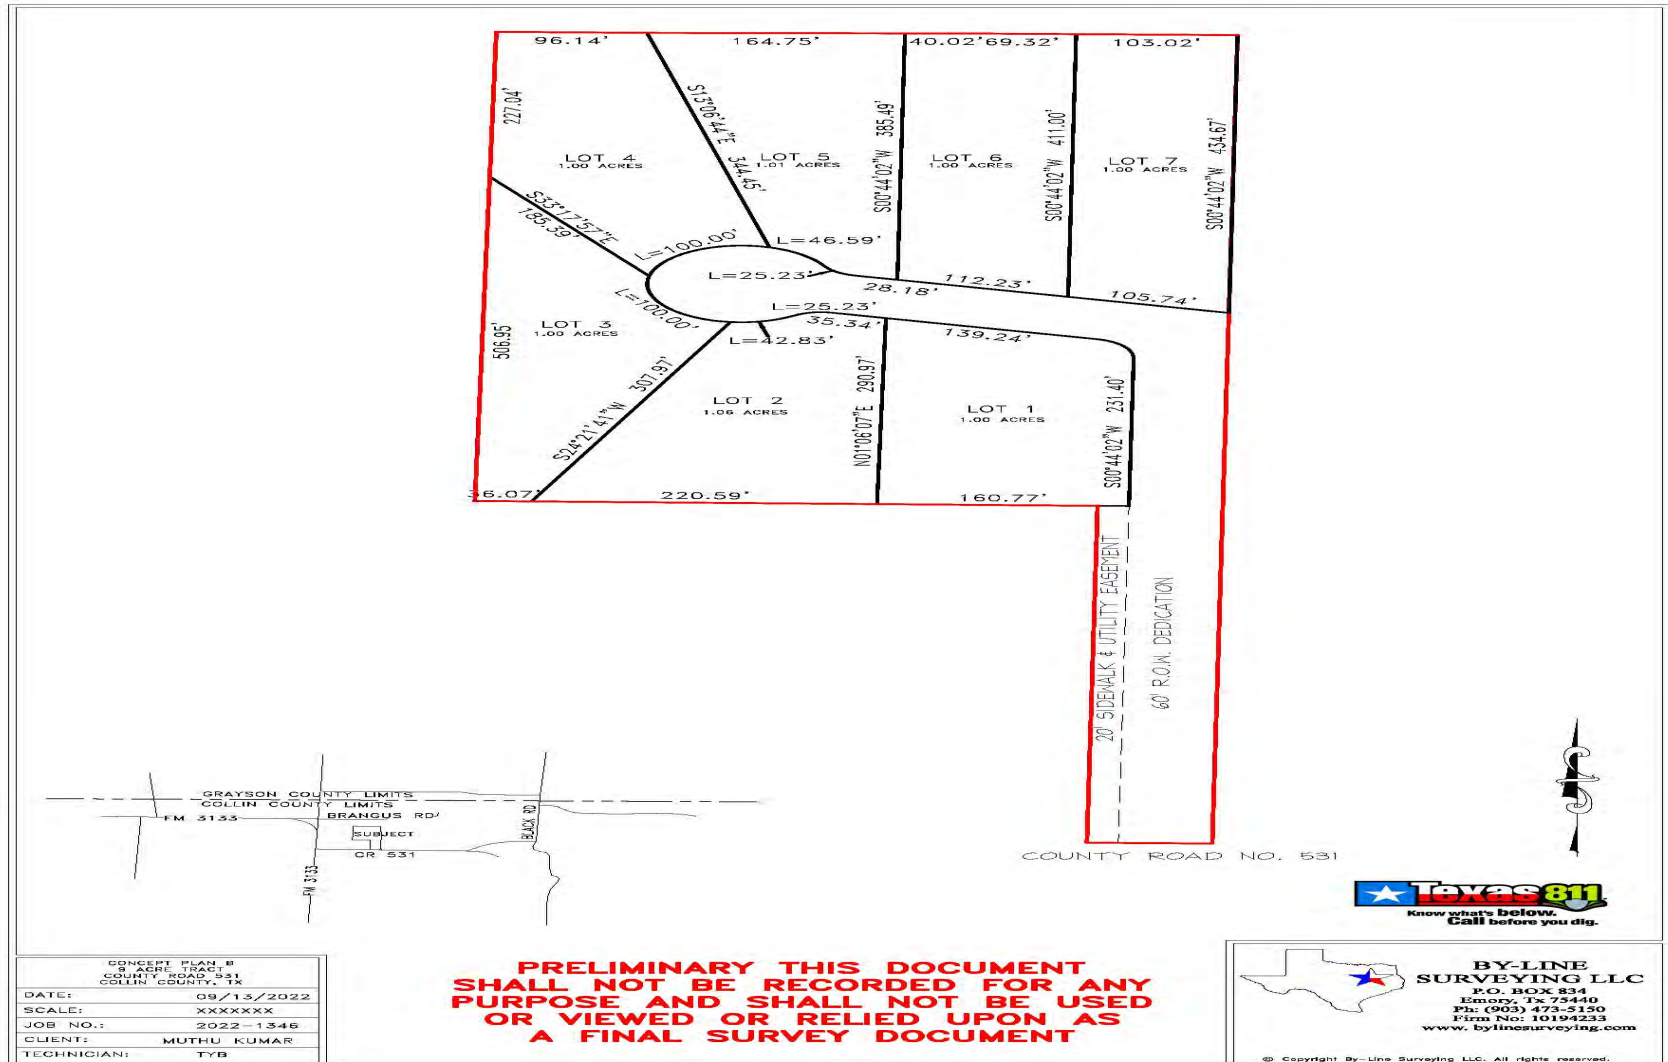 96.14'
164.75'
40.02'69.32'
103.02'
227.04'
S13°06'44"E 344.45'
S00°44'02"W 385.49'
S00°44'02"W 411.00'
S00°44'02"W 434.67'
LOT 4
1.00 ACRES
LOT 5
1.01 ACRES
LOT 6
1.00 ACRES
LOT 7
1.00 ACRES
S33°17'57"E
185.39'
L=100.00'
L=46.59'
L=25.23'
28.18'
112.23'
105.74'
L=100.00'
L=25.23'
35.34'
139.24'
L=42.83'
506.95'
LOT 3
1.00 ACRES
S24°21'41"W 307.97'
LOT 2
1.06 ACRES
N01°06'07"E 290.97'
LOT 1
1.00 ACRES
S00°44'02"W 231.40'
36.07'
220.59'
160.77'
20' SIDEWALK & UTILITY EASEMENT
60' R.O.W. DEDICATION
COUNTY ROAD NO. 531
GRAYSON COUNTY LIMITS
COLLIN COUNTY LIMITS
FM 3133
BRANGUS RD
SUBJECT
CR 531
FM 3133
BLACK RD
Texas 811
Know what's below.
Call before you dig.
CONCEPT PLAN B
9 ACRE TRACT
COUNTY ROAD 531
COLLIN COUNTY, TX
DATE: 09/13/2022
SCALE: XXXXXXX
JOB NO.: 2022-1346
CLIENT: MUTHU KUMAR
TECHNICIAN: TYB
PRELIMINARY THIS DOCUMENT
SHALL NOT BE RECORDED FOR ANY
PURPOSE AND SHALL NOT BE USED
OR VIEWED OR RELIED UPON AS
A FINAL SURVEY DOCUMENT
BY-LINE
SURVEYING LLC
P.O. BOX 834
Emory, Tx 75440
Ph: (903) 473-5150
Firm No: 10194233
www. bylinesurveying.com
© Copyright By-Line Surveying LLC. All rights reserved.